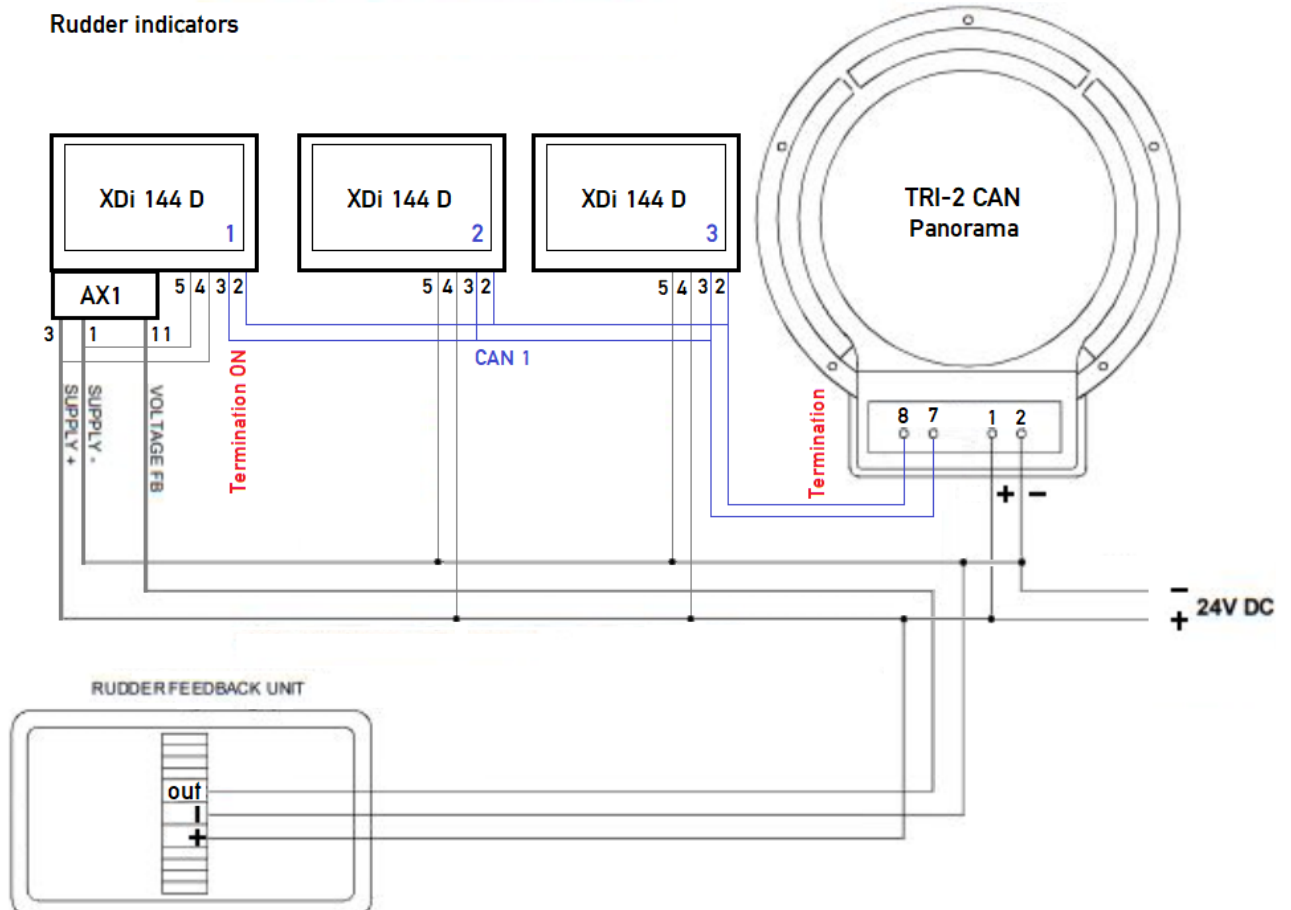 Rudder indicators
XDi 144 D
1
XDi 144 D
2
XDi 144 D
3
TRI-2 CAN
Panorama
AX1
5 4 3 2
5 4 3 2
5 4 3 2
3
1
11
CAN 1
SUPPLY +
SUPPLY -
VOLTAGE FB
Termination ON
Termination
8 7 1 2
+ −
−
+
24V DC
RUDDER FEEDBACK UNIT
out
−
+